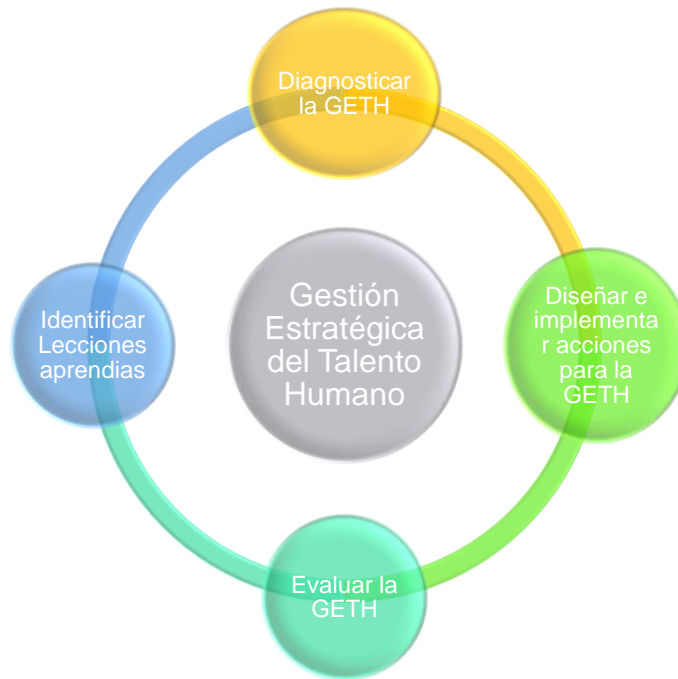 Diagnosticar
la GETH
Gestión
Estratégica
del Talento
Humano
Diseñar e
implementa
r acciones
para la
GETH
Identificar
Lecciones
aprendias
Evaluar la
GETH